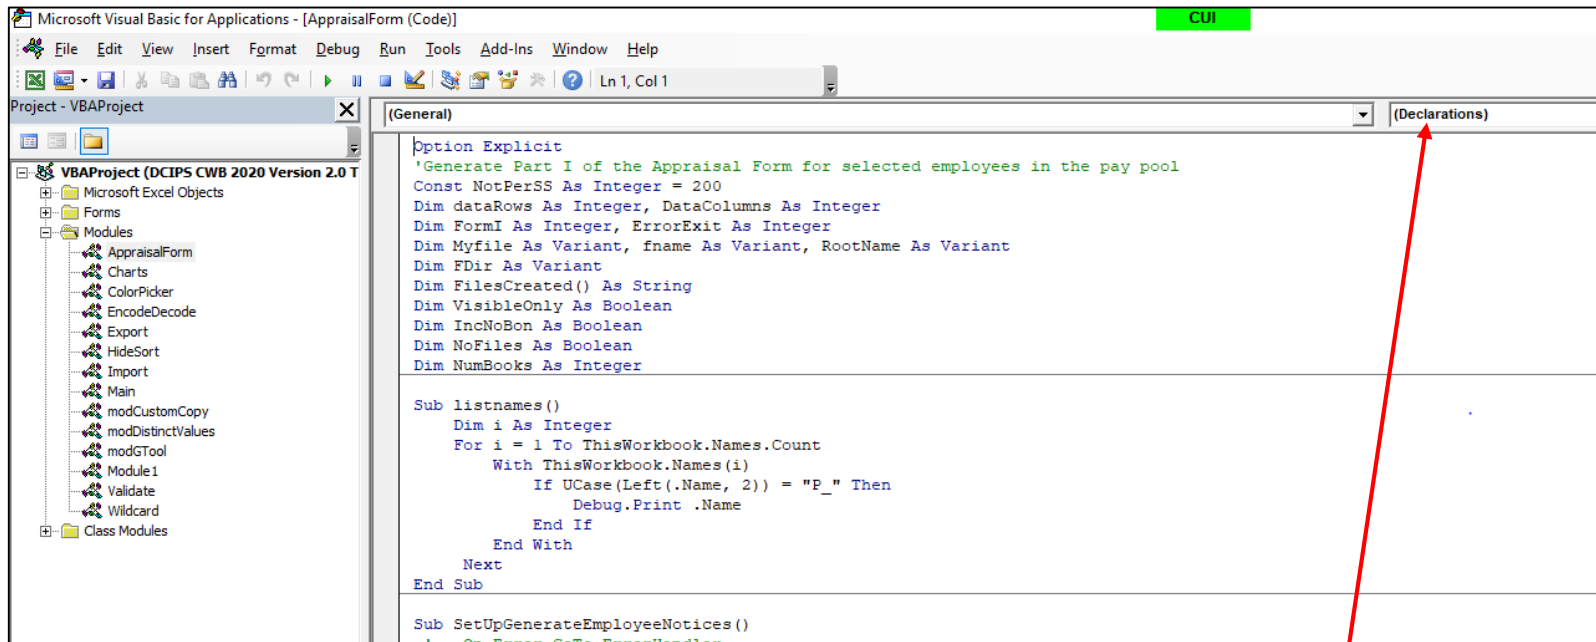 Microsoft Visual Basic for Applications - [AppraisalForm (Code)]
CUI
File Edit View Insert Format Debug Run Tools Add-Ins Window Help
Ln 1, Col 1
Project - VBAProject
(General)
(Declarations)
VBAProject (DCIPS CWB 2020 Version 2.0 T
Microsoft Excel Objects
Forms
Modules
AppraisalForm
Charts
ColorPicker
EncodeDecode
Export
HideSort
Import
Main
modCustomCopy
modDistinctValues
modGTool
Module1
Validate
Wildcard
Class Modules
Option Explicit
'Generate Part I of the Appraisal Form for selected employees in the pay pool
Const NotPerSS As Integer = 200
Dim dataRows As Integer, DataColumns As Integer
Dim FormI As Integer, ErrorExit As Integer
Dim Myfile As Variant, fname As Variant, RootName As Variant
Dim FDir As Variant
Dim FilesCreated() As String
Dim VisibleOnly As Boolean
Dim IncNoBon As Boolean
Dim NoFiles As Boolean
Dim NumBooks As Integer
Sub listnames()
Dim i As Integer
For i = 1 To ThisWorkbook.Names.Count
With ThisWorkbook.Names(i)
If UCase(Left(.Name, 2)) = "P_" Then
Debug.Print .Name
End If
End With
Next
End Sub
Sub SetUpGenerateEmployeeNotices()
' On Error GoTo ErrorHandler